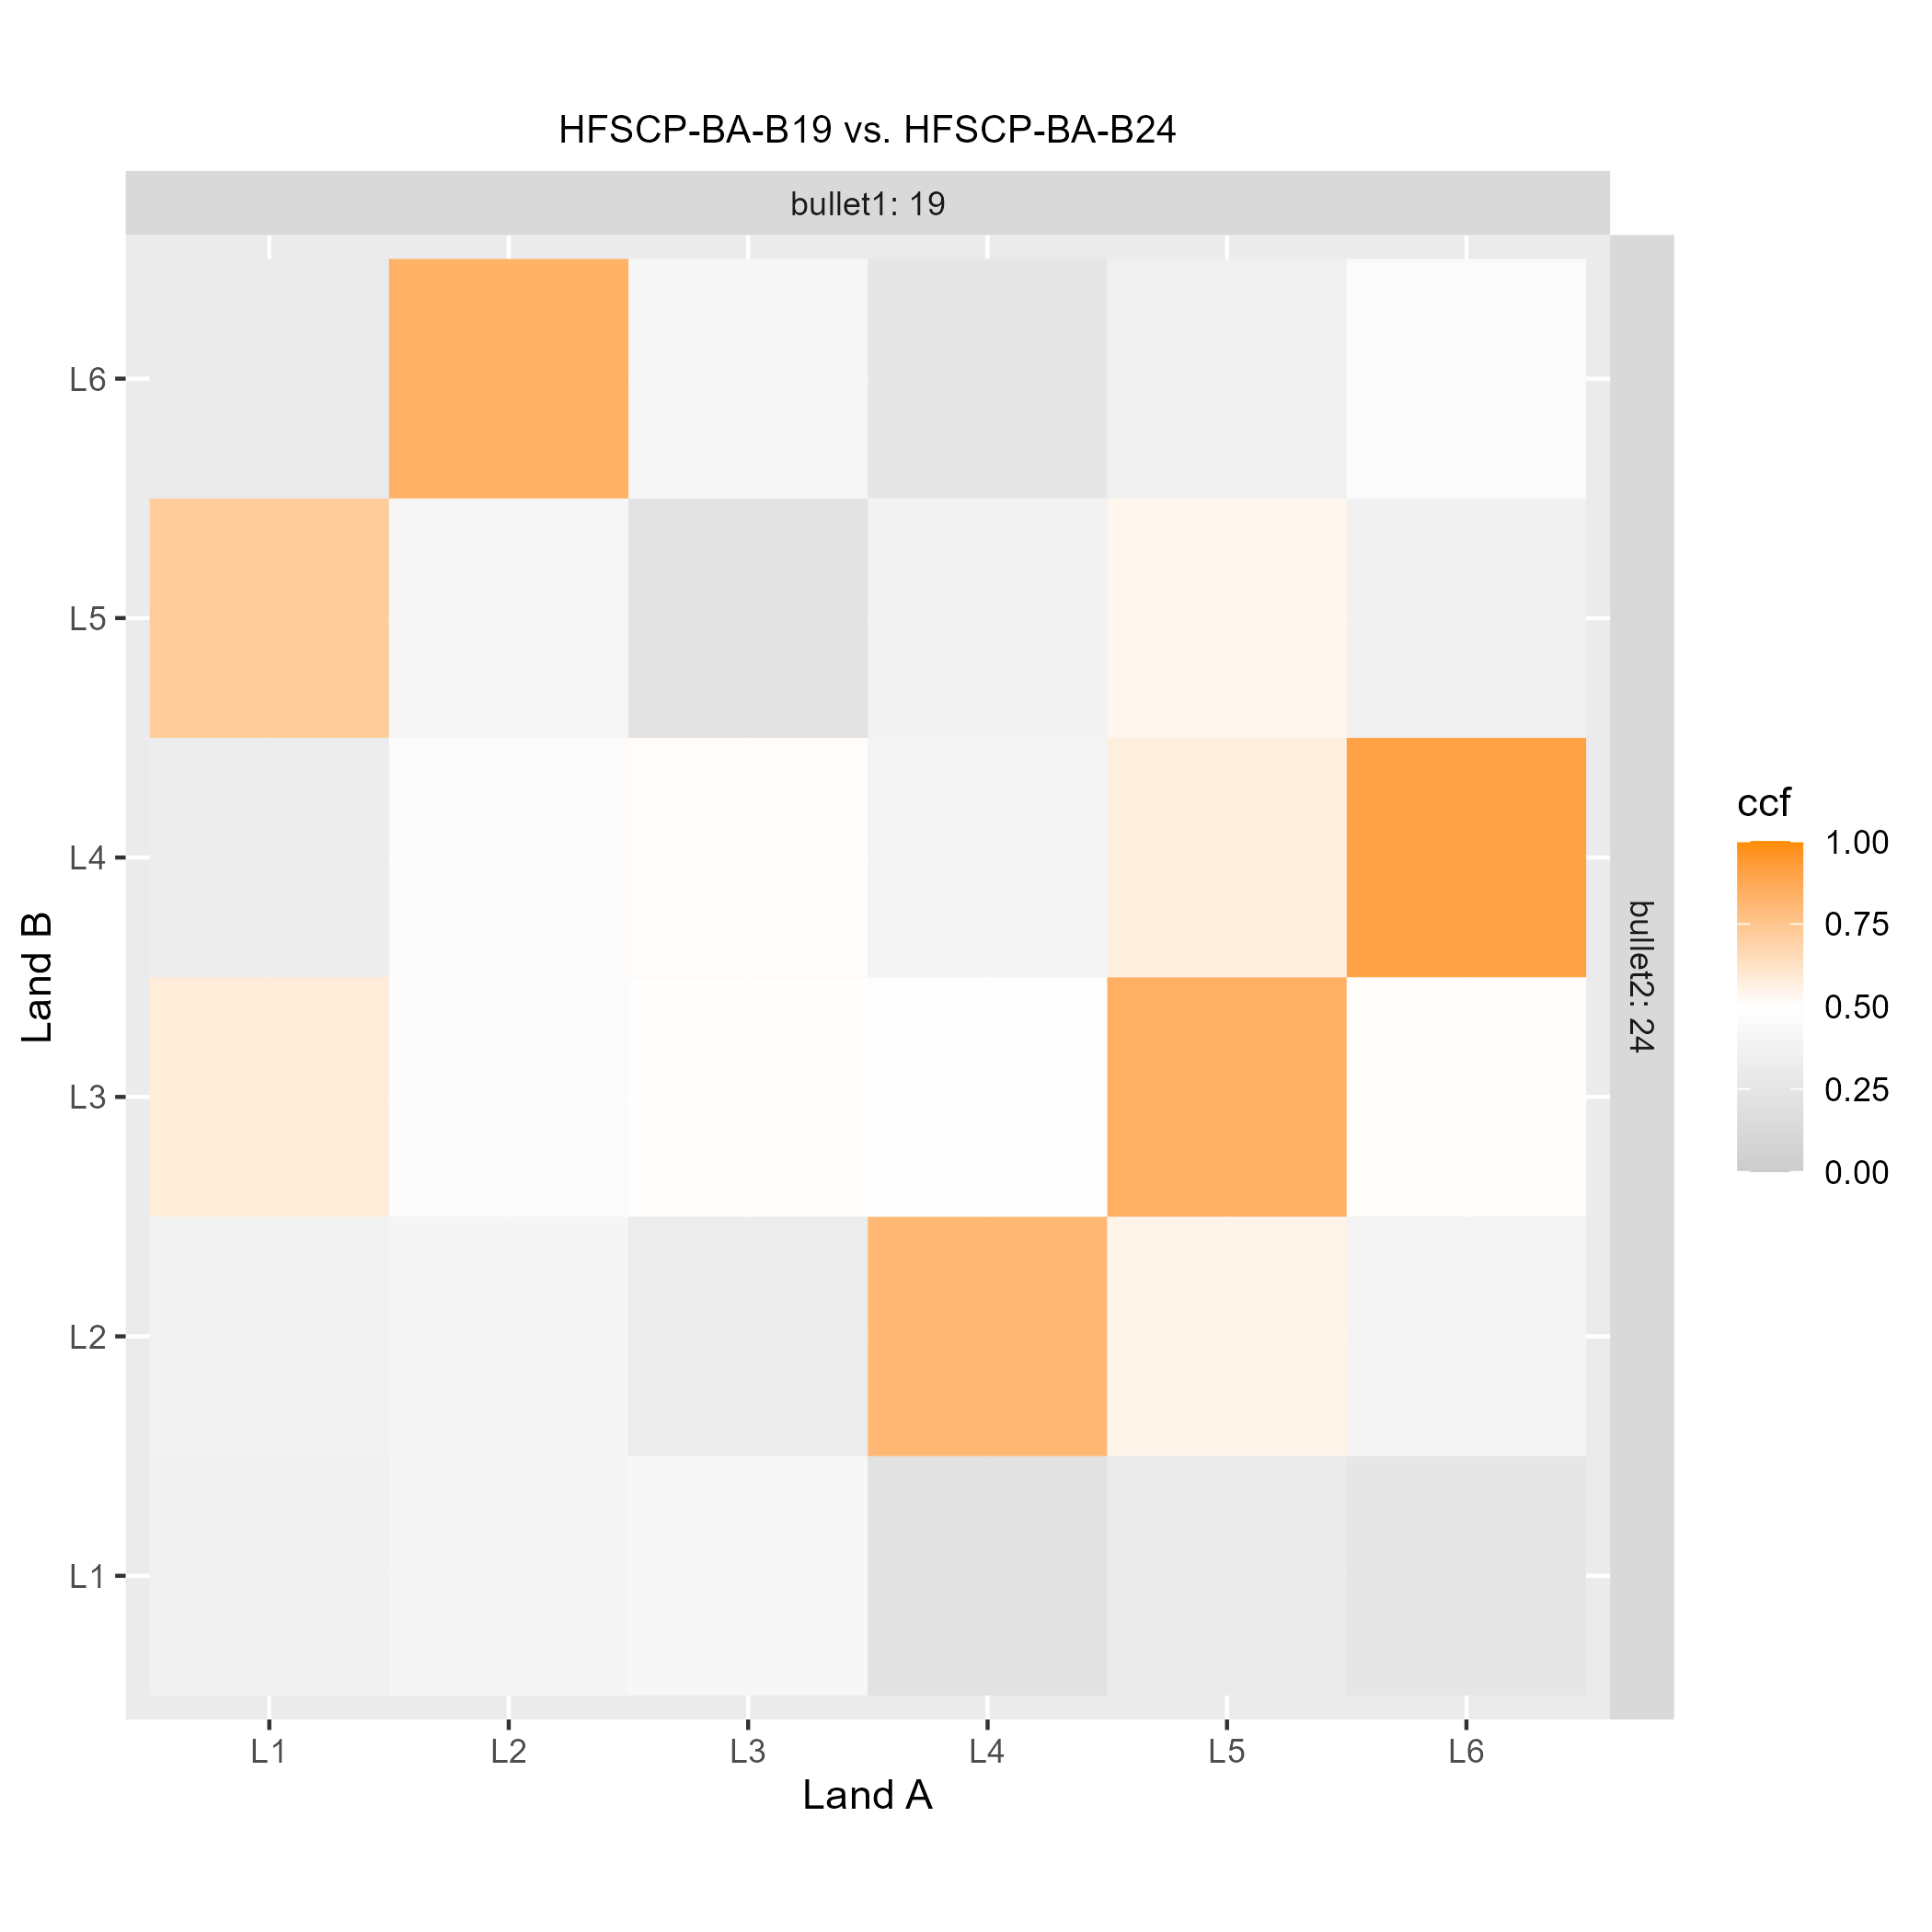 HFSCP-BA-B19 vs. HFSCP-BA-B24
bullet1: 19
L6
L5
L4
L3
L2
L1
Land B
bullet2: 24
ccf
1.00
0.75
0.50
0.25
0.00
L1 L2 L3 L4 L5 L6
Land A